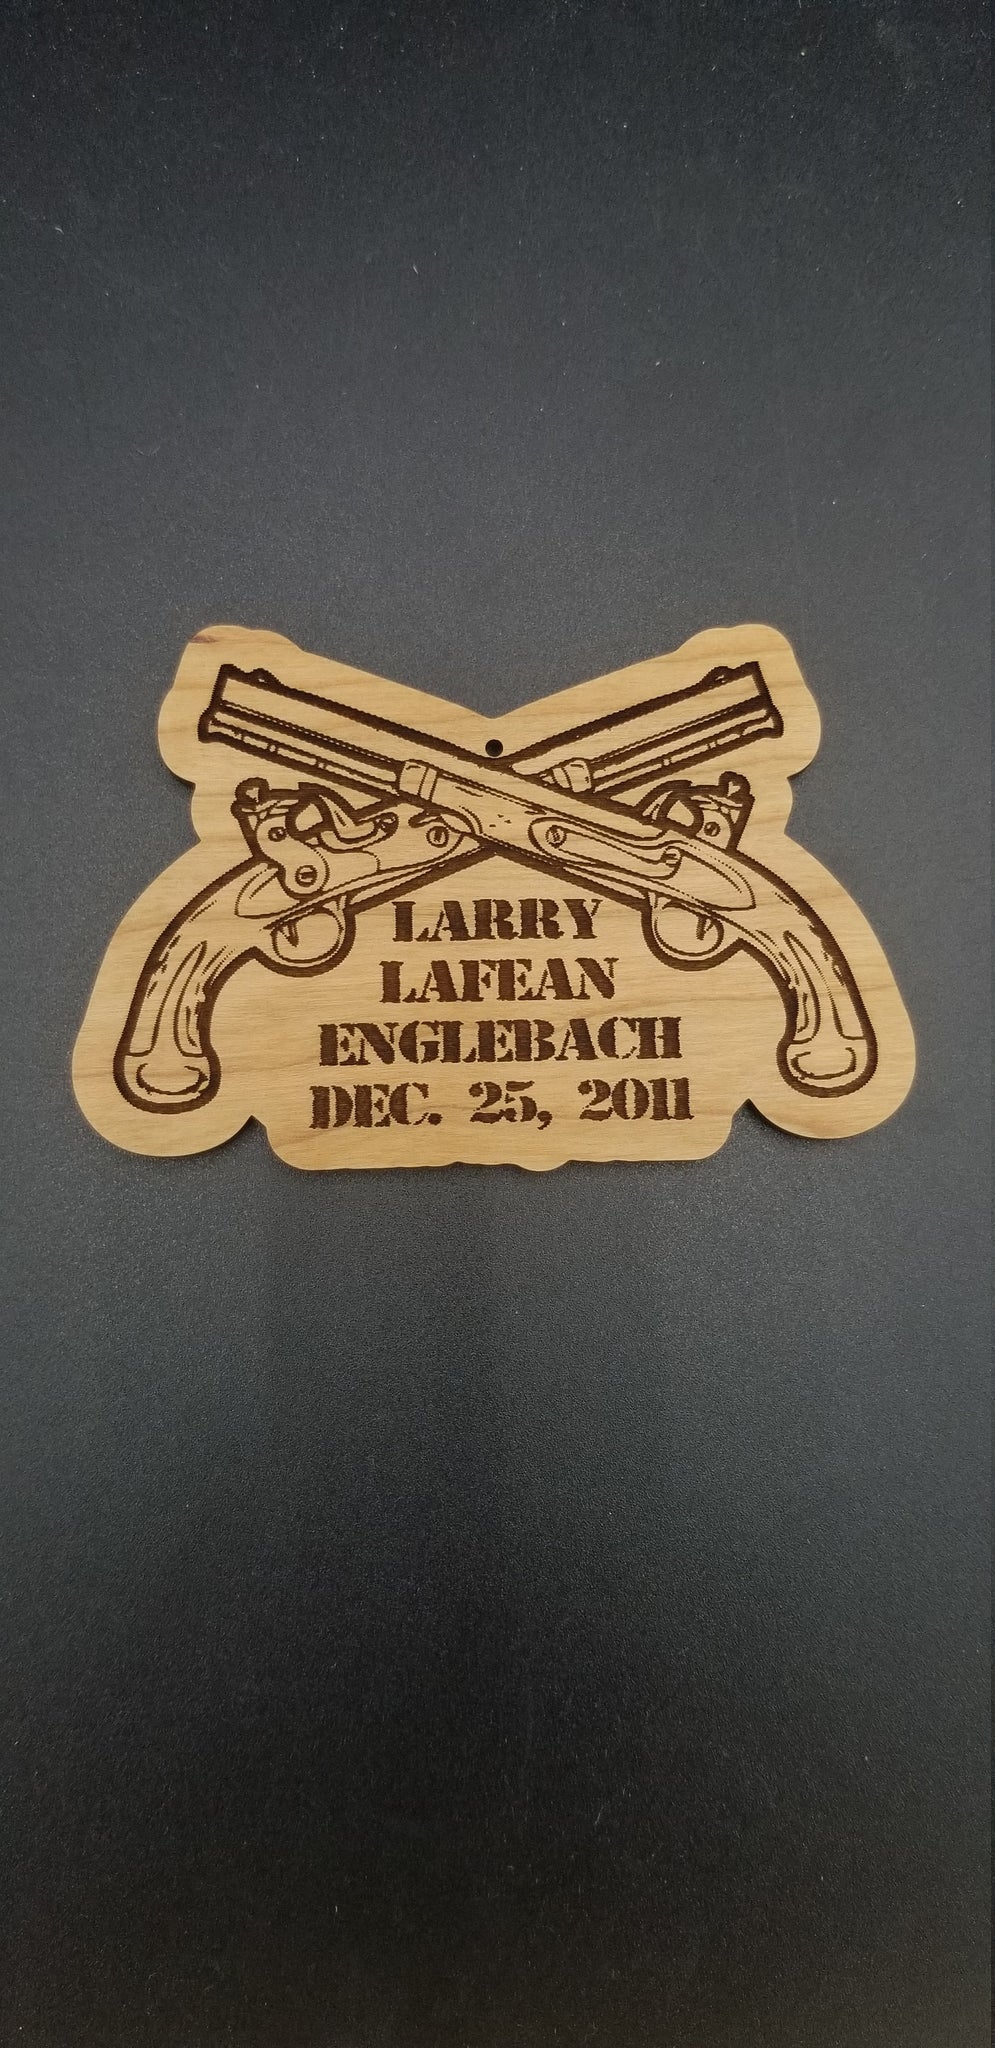 LARRY
LAFEAN
ENGLEBACH
DEC. 25, 2011